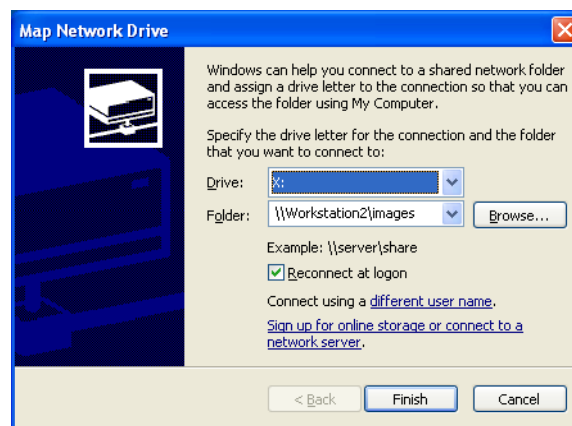 Map Network Drive
Windows can help you connect to a shared network folder
and assign a drive letter to the connection so that you can
access the folder using My Computer.
Specify the drive letter for the connection and the folder
that you want to connect to:
Drive: X:
Folder: \\Workstation2\images Browse...
Example: \\server\share
Reconnect at logon
Connect using a different user name.
Sign up for online storage or connect to a
network server.
< Back Finish Cancel